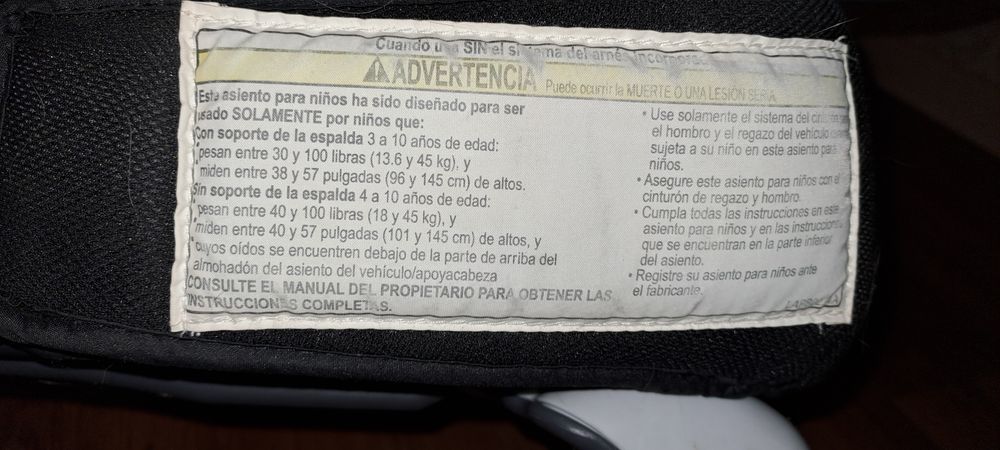 Cuando u a SIN el si tema del arné incorpora
ADVERTENCIA Puede ocurrir la MUERTE O UNA LESIÓN SERIA
Este asiento para niños ha sido diseñado para ser
usado SOLAMENTE por niños que:
Con soporte de la espalda 3 a 10 años de edad:
pesan entre 30 y 100 libras (13.6 y 45 kg), y
miden entre 38 y 57 pulgadas (96 y 145 cm) de altos.
Sin soporte de la espalda 4 a 10 años de edad:
pesan entre 40 y 100 libras (18 y 45 kg), y
miden entre 40 y 57 pulgadas (101 y 145 cm) de altos, y
cuyos oídos se encuentren debajo de la parte de arriba del
almohadón del asiento del vehículo/apoyacabeza
CONSULTE EL MANUAL DEL PROPIETARIO PARA OBTENER LAS
INSTRUCCIONES COMPLETAS.
• Use solamente el sistema del
el hombro y el regazo del vehículo
sujeta a su niño en este asiento para
niños.
• Asegure este asiento para niños con el
cinturón de regazo y hombro.
• Cumpla todas las instrucciones en este
asiento para niños y en las instrucciones
que se encuentran en la parte inferior
del asiento.
• Registre su asiento para niños ante
el fabricante.